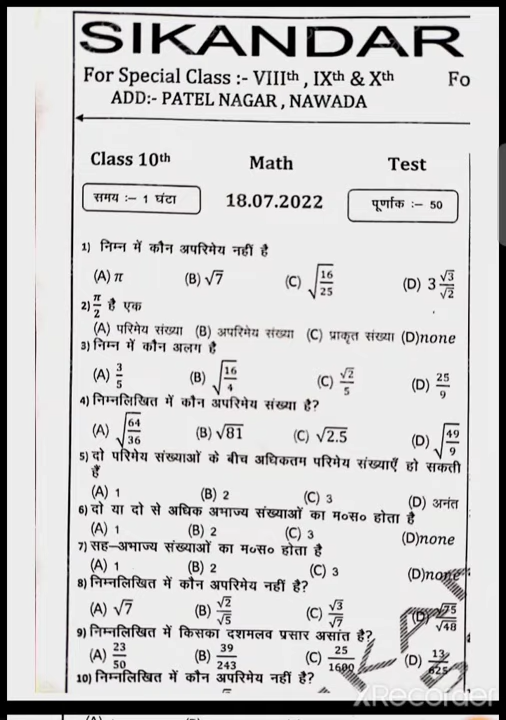 SIKANDAR
For Special Class :- VIIIth , IXth & Xth Fo
ADD:- PATEL NAGAR , NAWADA
Class 10th Math Test
समय :– 1 घंटा 18.07.2022 पूर्णांक :– 50
1) निम्न में कौन अपरिमेय नहीं है
(A) π (B) √7 (C) √(16/25) (D) 3 √3/√2
2) π/2 है एक
(A) परिमेय संख्या (B) अपरिमेय संख्या (C) प्राकृत संख्या (D)none
3) निम्न में कौन अलग है
(A) 3/5 (B) √(16/4) (C) √2/5 (D) 25/9
4) निम्नलिखित में कौन अपरिमेय संख्या है?
(A) √(64/36) (B) √81 (C) √2.5 (D) √(49/9)
5) दो परिमेय संख्याओं के बीच अधिकतम परिमेय संख्याएँ हो सकती
हैं
(A) 1 (B) 2 (C) 3 (D) अनंत
6) दो या दो से अधिक अभाज्य संख्याओं का म०स० होता है
(A) 1 (B) 2 (C) 3 (D)none
7) सह–अभाज्य संख्याओं का म०स० होता है
(A) 1 (B) 2 (C) 3 (D)none
8) निम्नलिखित में कौन अपरिमेय नहीं है?
(A) √7 (B) √2/√5 (C) √3/√7 (D) √75/√48
9) निम्नलिखित में किसका दशमलव प्रसार असांत है?
(A) 23/50 (B) 39/243 (C) 25/1600 (D) 13/625
10) निम्नलिखित में कौन अपरिमेय नहीं है?
XRecorder